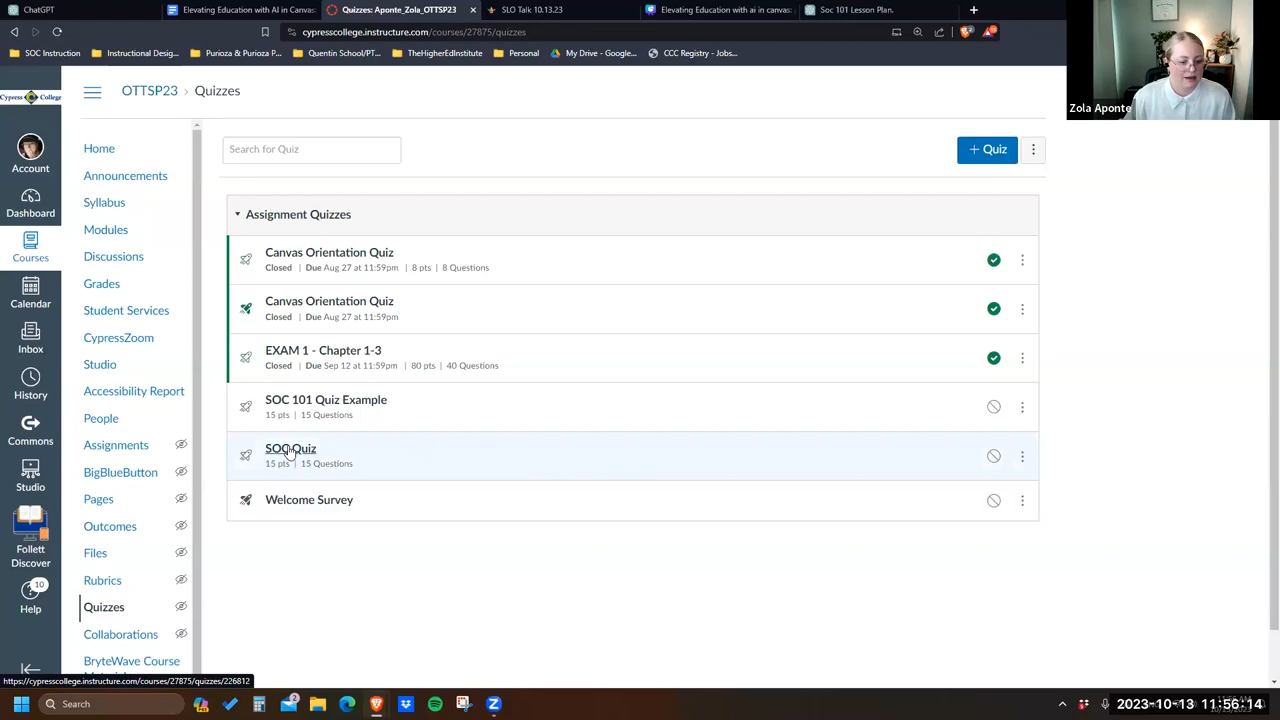 ChatGPT
Elevating Education with AI in Canvas:
Quizzes: Aponte_Zola_OTTSP23
SLO Talk 10.13.23
Elevating Education with ai in canvas:
Soc 101 Lesson Plan.
cypresscollege.instructure.com/courses/27875/quizzes
SOC Instruction
Instructional Design...
Purioza & Purioza P...
Quentin School/PT...
TheHigherEdInstitute
Personal
My Drive - Google...
CCC Registry - Jobs...
Zola Aponte
Cypress College
Account
Dashboard
Courses
Calendar
Inbox
History
Commons
Studio
Follett
Discover
10
Help
OTTSP23 › Quizzes
Home
Announcements
Syllabus
Modules
Discussions
Grades
Student Services
CypressZoom
Studio
Accessibility Report
People
Assignments
BigBlueButton
Pages
Outcomes
Files
Rubrics
Quizzes
Collaborations
BryteWave Course
Search for Quiz
+ Quiz
Assignment Quizzes
Canvas Orientation Quiz
Closed | Due Aug 27 at 11:59pm | 8 pts | 8 Questions
Canvas Orientation Quiz
Closed | Due Aug 27 at 11:59pm
EXAM 1 - Chapter 1-3
Closed | Due Sep 12 at 11:59pm | 80 pts | 40 Questions
SOC 101 Quiz Example
15 pts | 15 Questions
SOC Quiz
15 pts | 15 Questions
Welcome Survey
https://cypresscollege.instructure.com/courses/27875/quizzes/226812
Search
2
2023-10-13 11:56:14